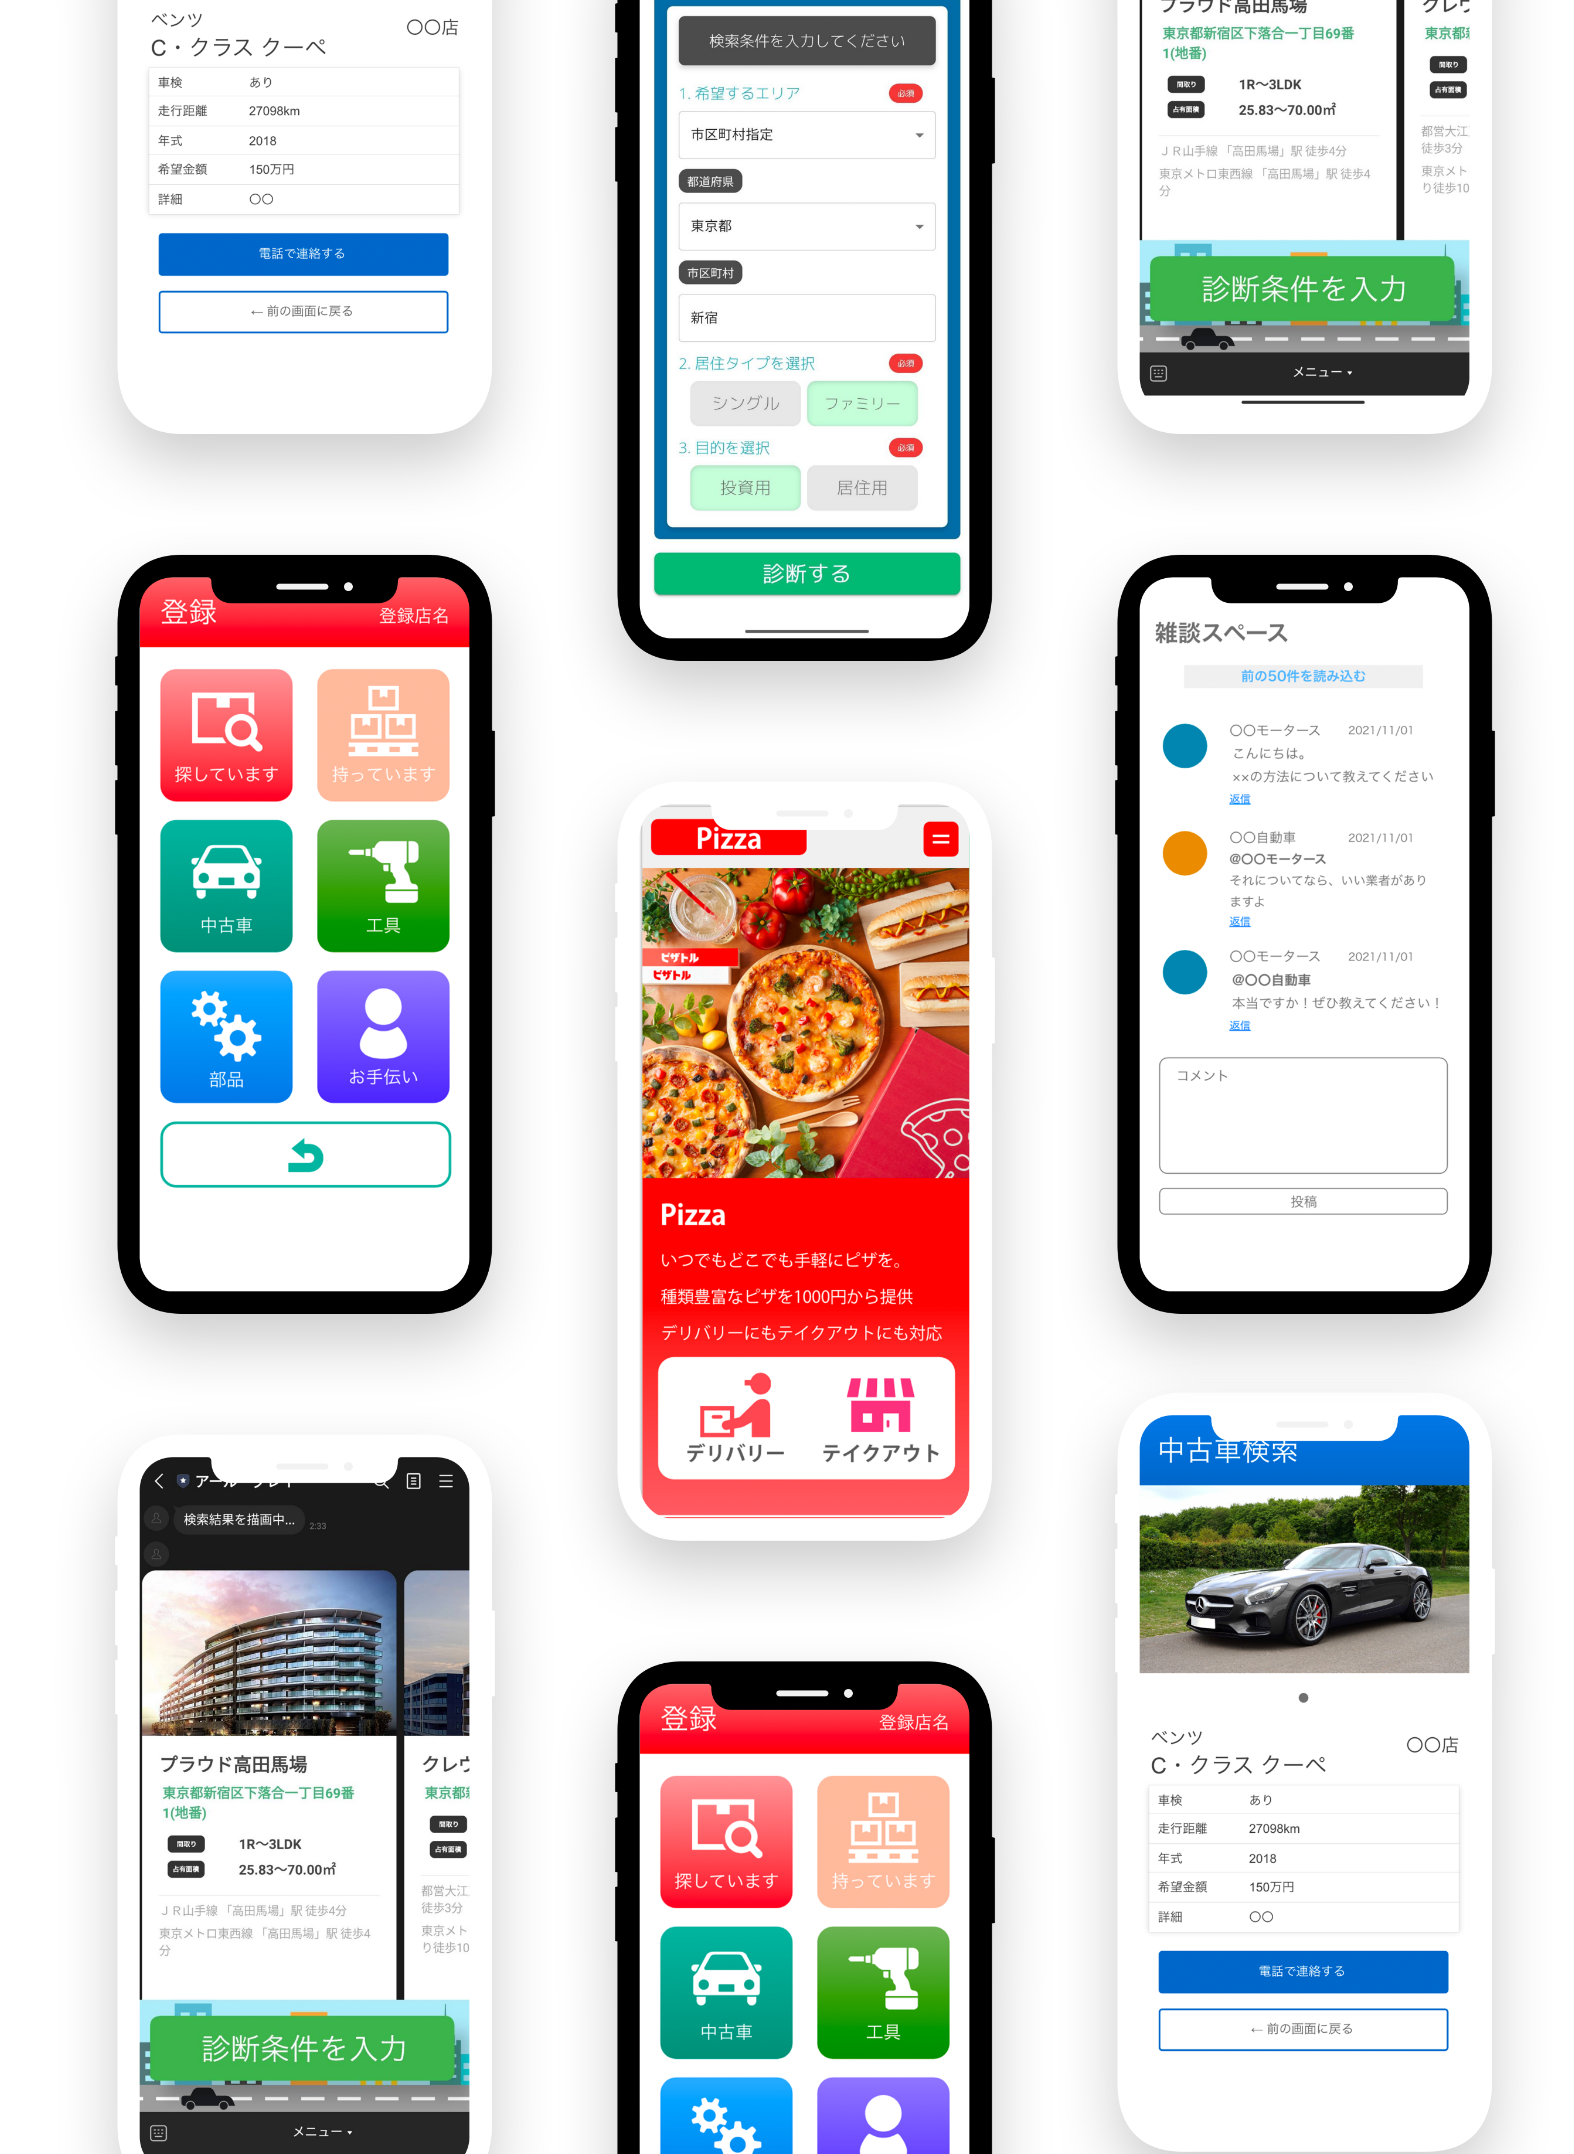 ベンツ
C・クラス クーペ
〇〇店
車検 あり
走行距離 27098km
年式 2018
希望金額 150万円
詳細 〇〇
電話で連絡する
← 前の画面に戻る
登録
登録店名
探しています
持っています
中古車
工具
部品
お手伝い
検索結果を描画中...
2:33
プラウド高田馬場
東京都新宿区下落合一丁目69番
1(地番)
間取り 1R〜3LDK
占有面積 25.83〜70.00㎡
ＪＲ山手線「高田馬場」駅 徒歩4分
東京メトロ東西線「高田馬場」駅 徒歩4
分
クレウ
東京都
間取り
占有面積
都営大江
徒歩3分
東京メト
り徒歩10
診断条件を入力
メニュー ▾
検索条件を入力してください
1. 希望するエリア 必須
市区町村指定
都道府県
東京都
市区町村
新宿
2. 居住タイプを選択 必須
シングル
ファミリー
3. 目的を選択 必須
投資用
居住用
診断する
Pizza
ピザトル
ピザトル
Pizza
いつでもどこでも手軽にピザを。
種類豊富なピザを1000円から提供
デリバリーにもテイクアウトにも対応
デリバリー
テイクアウト
登録
登録店名
探しています
持っています
中古車
工具
プラウド高田馬場
東京都新宿区下落合一丁目69番
1(地番)
間取り 1R〜3LDK
占有面積 25.83〜70.00㎡
ＪＲ山手線「高田馬場」駅 徒歩4分
東京メトロ東西線「高田馬場」駅 徒歩4
分
クレウ
東京都
間取り
占有面積
都営大江
徒歩3分
東京メト
り徒歩10
診断条件を入力
メニュー ▾
雑談スペース
前の50件を読み込む
〇〇モータース 2021/11/01
こんにちは。
××の方法について教えてください
返信
〇〇自動車 2021/11/01
@〇〇モータース
それについてなら、いい業者があり
ますよ
返信
〇〇モータース 2021/11/01
@〇〇自動車
本当ですか！ぜひ教えてください！
返信
コメント
投稿
中古車検索
ベンツ
C・クラス クーペ
〇〇店
車検 あり
走行距離 27098km
年式 2018
希望金額 150万円
詳細 〇〇
電話で連絡する
← 前の画面に戻る